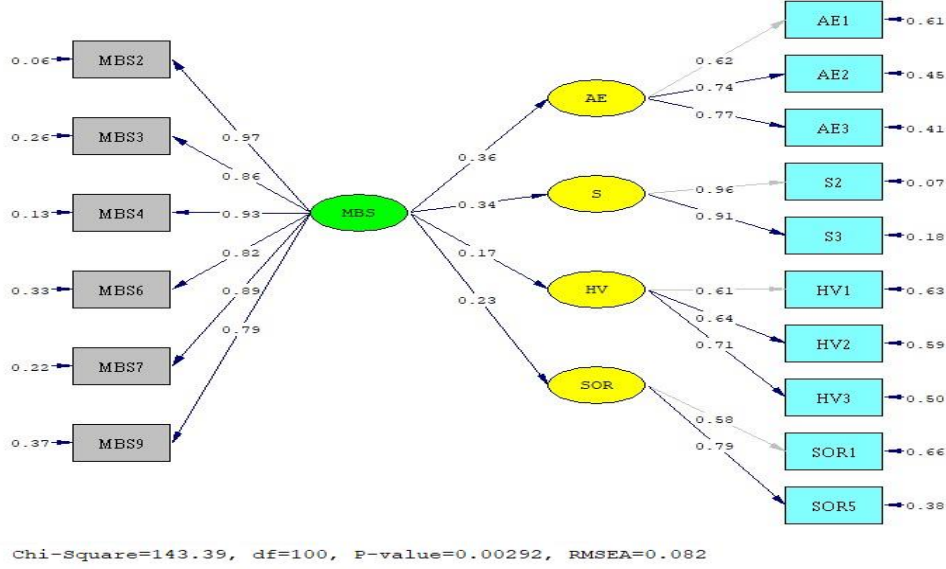 AE1
0.61
0.06
MBS2
0.62
AE2
0.45
0.74
AE
0.77
AE3
0.41
0.26
MBS3
0.97
0.36
0.86
S2
0.07
0.96
S
0.13
MBS4
0.93
MBS
0.34
0.91
S3
0.18
0.82
0.17
0.33
MBS6
0.89
HV
0.61
HV1
0.63
0.23
0.64
0.79
0.71
HV2
0.59
0.22
MBS7
SOR
HV3
0.50
0.58
0.37
MBS9
0.79
SOR1
0.66
SOR5
0.38
Chi-Square=143.39, df=100, P-value=0.00292, RMSEA=0.082